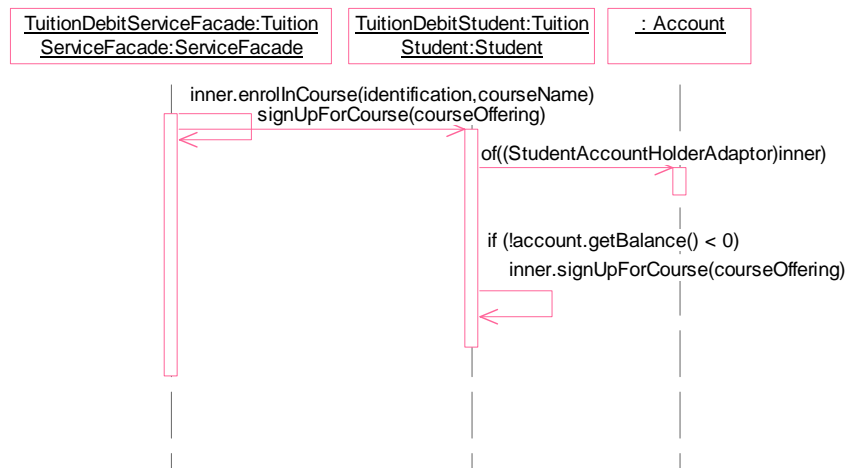 TuitionDebitServiceFacade:Tuition
ServiceFacade:ServiceFacade
TuitionDebitStudent:Tuition
Student:Student
: Account
inner.enrolInCourse(identification,courseName)
signUpForCourse(courseOffering)
of((StudentAccountHolderAdaptor)inner)
if (!account.getBalance() < 0)
inner.signUpForCourse(courseOffering)